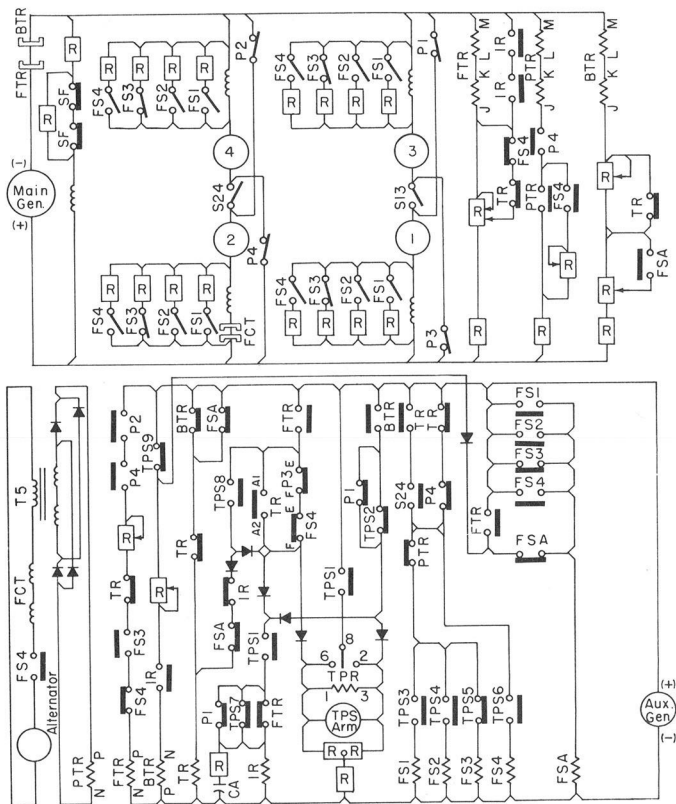 BTR
FTR
(-)
Main
Gen.
(+)
R
SF
SF
R
FS4
FS3
FS2
FS1
R
R
R
R
P2
4
S24
2
P4
FS4
FS3
FS2
FS1
R
R
R
R
FCT
FS4
FS3
FS2
FS1
R
R
R
R
P1
3
S13
1
FS4
FS3
FS2
FS1
R
R
R
R
P3
FTR
M
L
K
J
R
R
IR
IR
FS4
TR
PTR
M
L
K
J
P4
PTR
FS4
R
R
BTR
M
L
K
J
R
TR
FSA
R
R
T5
FCT
FS4
Alternator
PTR
P
N
P2
P4
R
TR
FS3
FS4
FTR
P
N
TPS9
R
IR
BTR
N
P
BTR
FSA
TR
TR
TPS8
A1
A2
TR
IR
FSA
TPS1
P1
TPS7
FTR
R
CA
IR
FTR
P3
E
F
E
FS4
F
TPS1
8
6
2
TPR
1
3
TPS
Arm
R
R
R
BTR
P1
TPS2
TR
TR
S24
P4
PTR
TPS3
TPS4
TPS5
TPS6
FS1
FS2
FS3
FS4
FS1
FS2
FS3
FS4
FTR
FSA
FSA
(+)
Aux.
Gen.
(-)